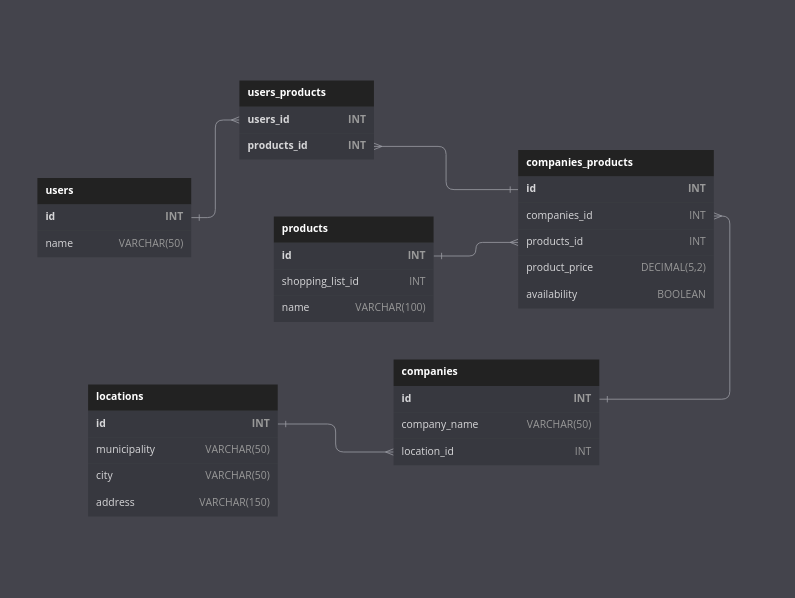 users_products
users_id INT
products_id INT
companies_products
id INT
companies_id INT
products_id INT
product_price DECIMAL(5,2)
availability BOOLEAN
users
id INT
name VARCHAR(50)
products
id INT
shopping_list_id INT
name VARCHAR(100)
companies
id INT
company_name VARCHAR(50)
location_id INT
locations
id INT
municipality VARCHAR(50)
city VARCHAR(50)
address VARCHAR(150)